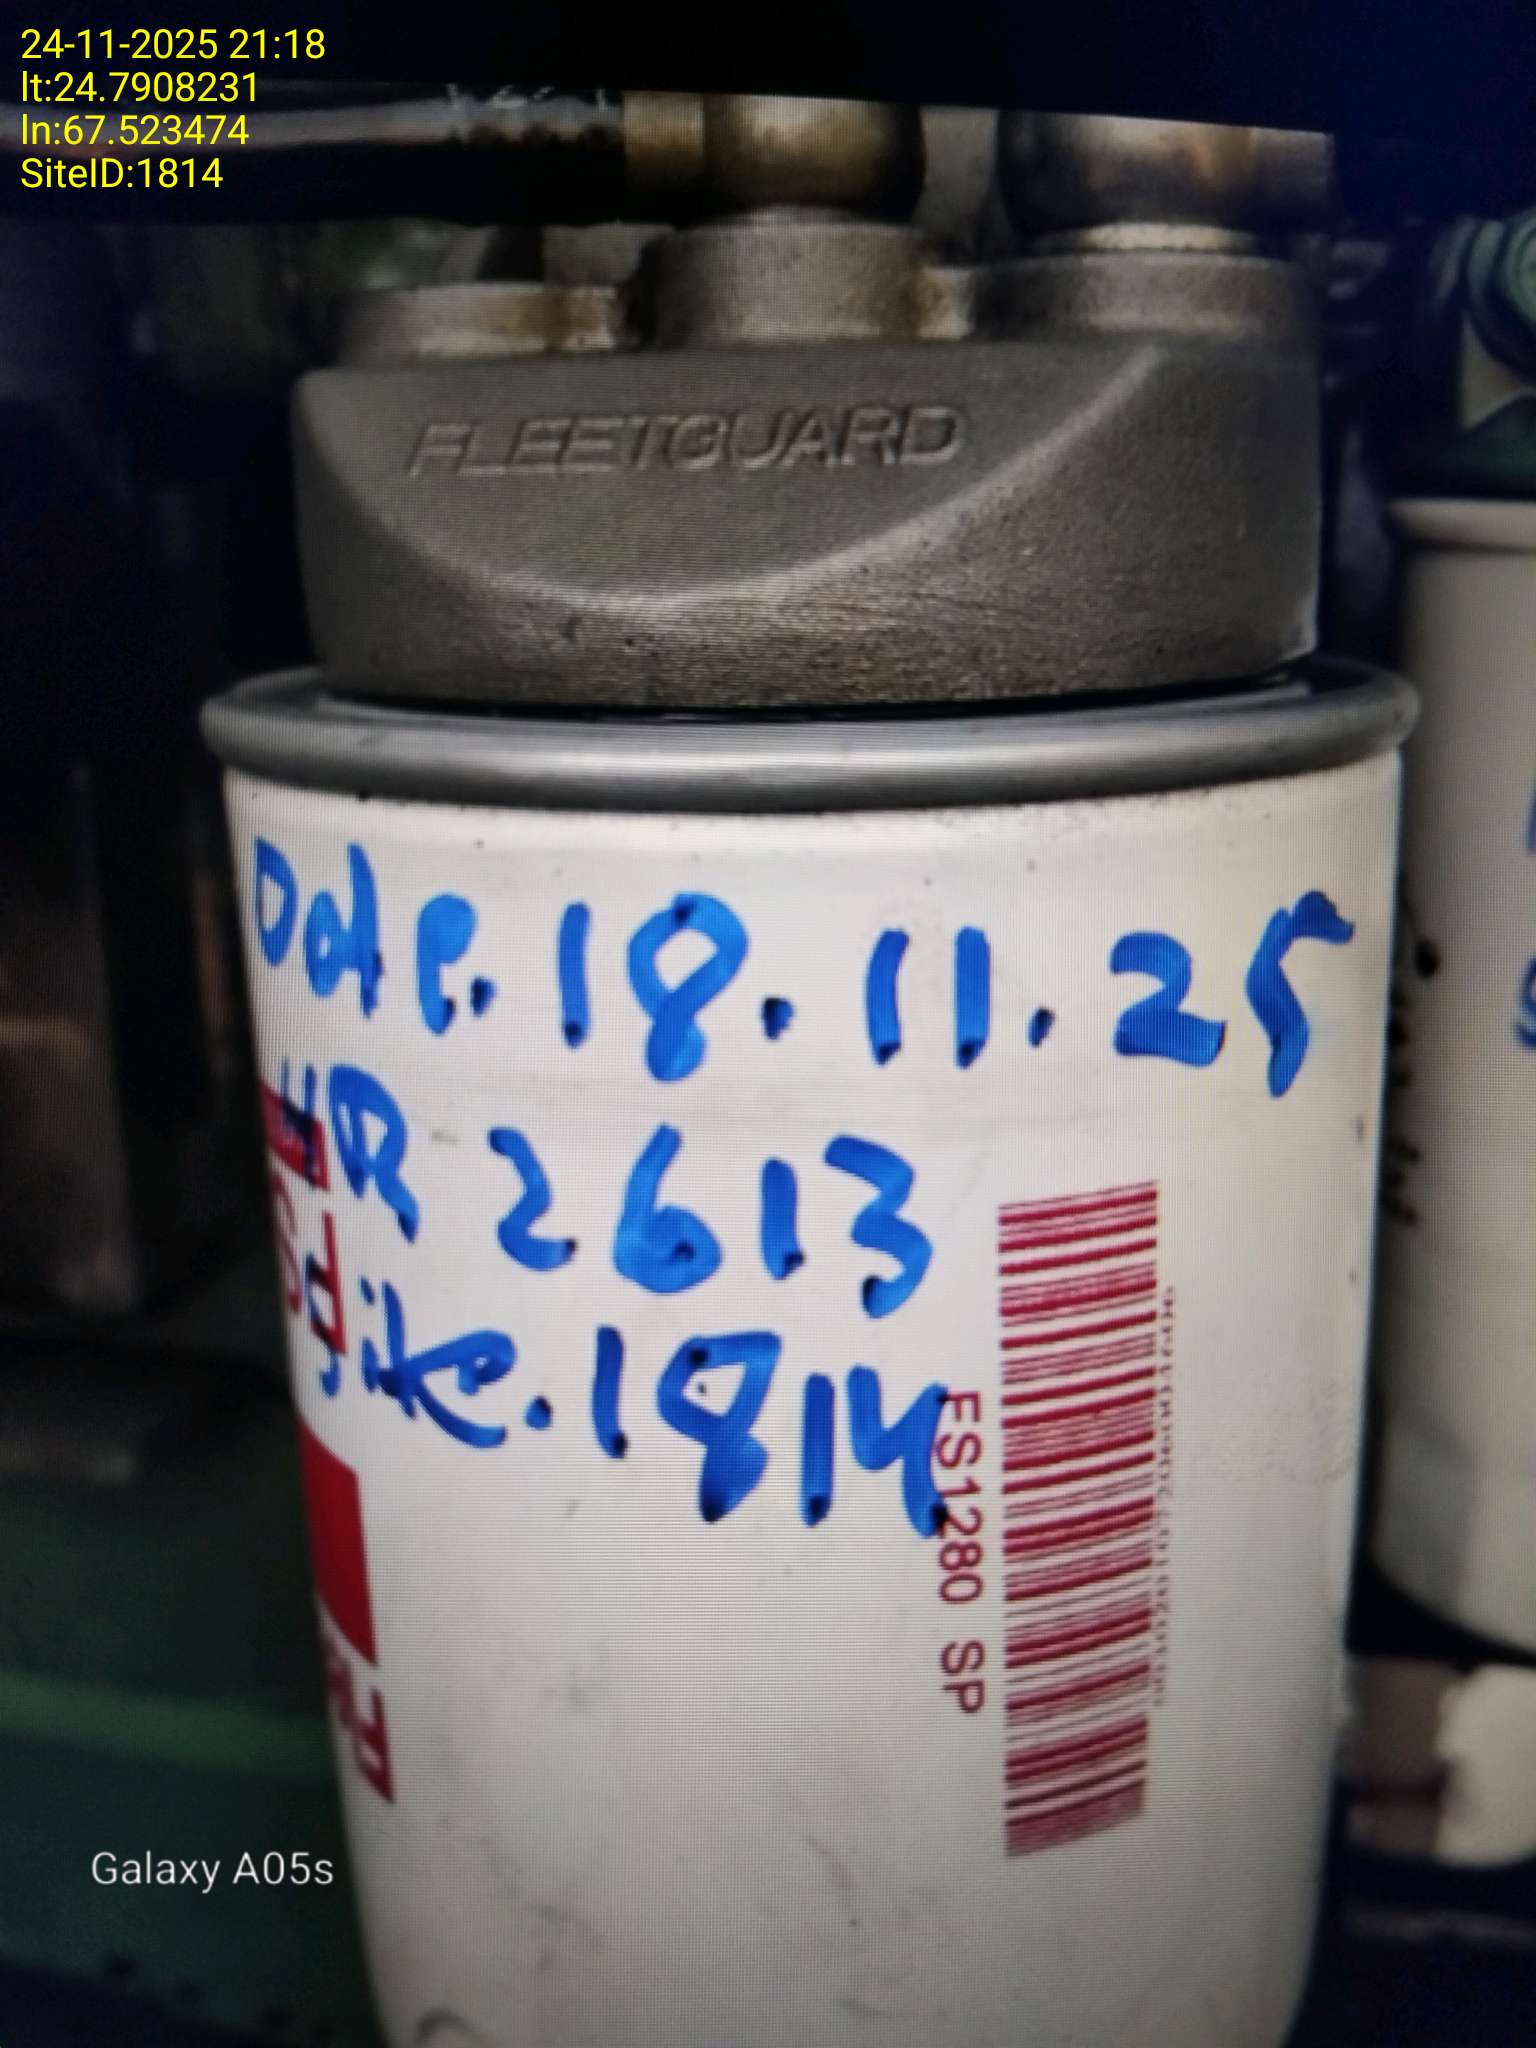 24-11-2025 21:18
lt:24.7908231
ln:67.523474
SiteID:1814
FLEETGUARD
Date.18.11.25
HR 2613
Site.1814
FS1280 SP
Galaxy A05s